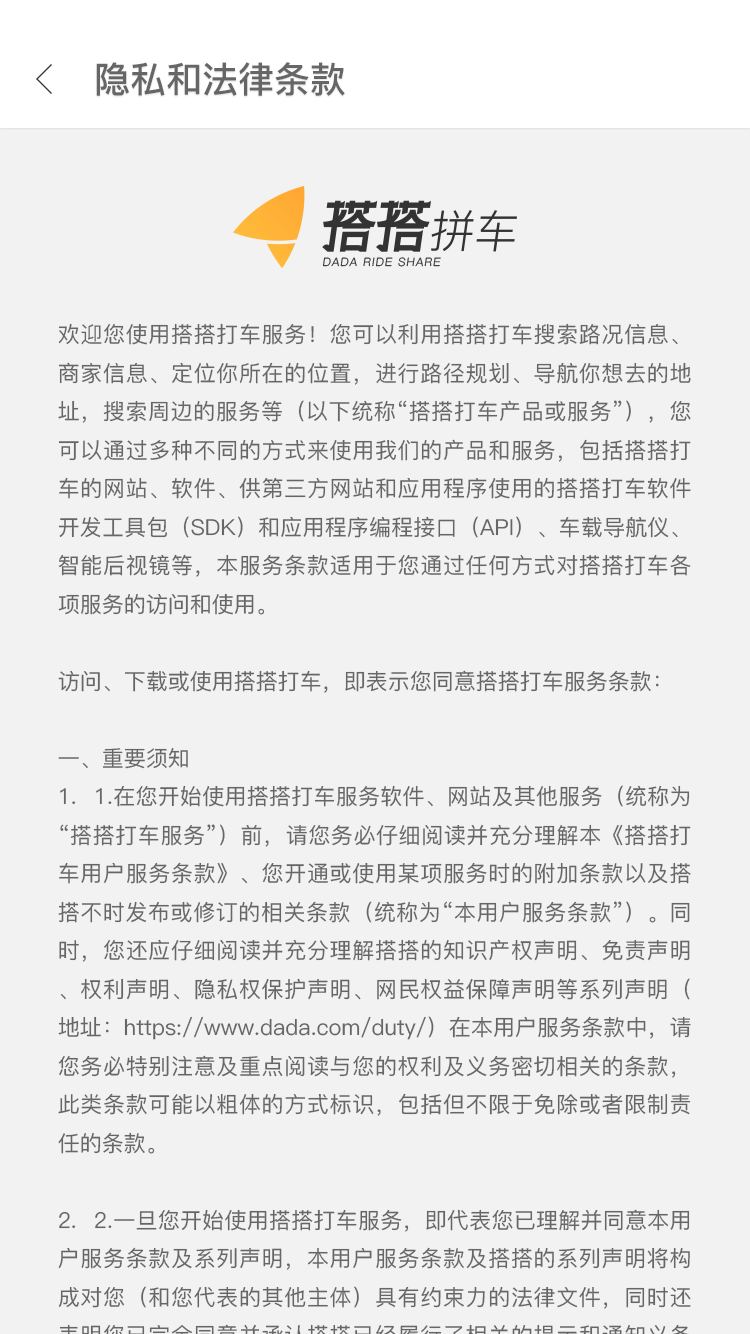 隐私和法律条款
搭搭拼车
DADA RIDE SHARE
欢迎您使用搭搭打车服务！您可以利用搭搭打车搜索路况信息、
商家信息、定位你所在的位置，进行路径规划、导航你想去的地
址，搜索周边的服务等（以下统称“搭搭打车产品或服务”），您
可以通过多种不同的方式来使用我们的产品和服务，包括搭搭打
车的网站、软件、供第三方网站和应用程序使用的搭搭打车软件
开发工具包（SDK）和应用程序编程接口（API）、车载导航仪、
智能后视镜等，本服务条款适用于您通过任何方式对搭搭打车各
项服务的访问和使用。
访问、下载或使用搭搭打车，即表示您同意搭搭打车服务条款：
一、重要须知
1. 1.在您开始使用搭搭打车服务软件、网站及其他服务（统称为
“搭搭打车服务”）前，请您务必仔细阅读并充分理解本《搭搭打
车用户服务条款》、您开通或使用某项服务时的附加条款以及搭
搭不时发布或修订的相关条款（统称为“本用户服务条款”）。同
时，您还应仔细阅读并充分理解搭搭的知识产权声明、免责声明
、权利声明、隐私权保护声明、网民权益保障声明等系列声明（
地址：https://www.dada.com/duty/）在本用户服务条款中，请
您务必特别注意及重点阅读与您的权利及义务密切相关的条款，
此类条款可能以粗体的方式标识，包括但不限于免除或者限制责
任的条款。
2. 2.一旦您开始使用搭搭打车服务，即代表您已理解并同意本用
户服务条款及系列声明，本用户服务条款及搭搭的系列声明将构
成对您（和您代表的其他主体）具有约束力的法律文件，同时还
声明您已完全同意并承认搭搭已经履行了相关的提示和通知义务